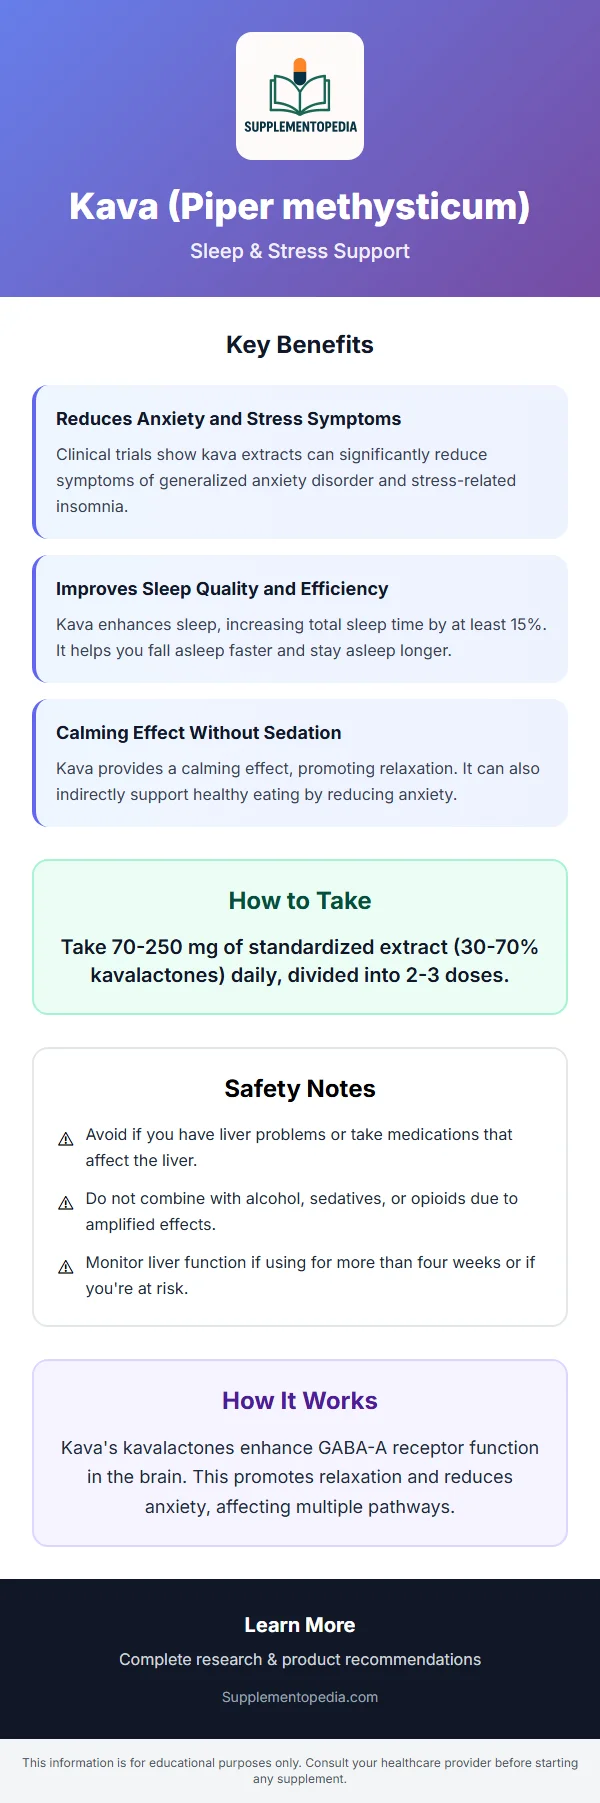 SUPPLEMENTOPEDIA
Kava (Piper methysticum)
Sleep & Stress Support
Key Benefits
Reduces Anxiety and Stress Symptoms
Clinical trials show kava extracts can significantly reduce
symptoms of generalized anxiety disorder and stress-related
insomnia.
Improves Sleep Quality and Efficiency
Kava enhances sleep, increasing total sleep time by at least 15%.
It helps you fall asleep faster and stay asleep longer.
Calming Effect Without Sedation
Kava provides a calming effect, promoting relaxation. It can also
indirectly support healthy eating by reducing anxiety.
How to Take
Take 70-250 mg of standardized extract (30-70%
kavalactones) daily, divided into 2-3 doses.
Safety Notes
Avoid if you have liver problems or take medications that
affect the liver.
Do not combine with alcohol, sedatives, or opioids due to
amplified effects.
Monitor liver function if using for more than four weeks or if
you're at risk.
How It Works
Kava's kavalactones enhance GABA-A receptor function
in the brain. This promotes relaxation and reduces
anxiety, affecting multiple pathways.
Learn More
Complete research & product recommendations
Supplementopedia.com
This information is for educational purposes only. Consult your healthcare provider before starting
any supplement.